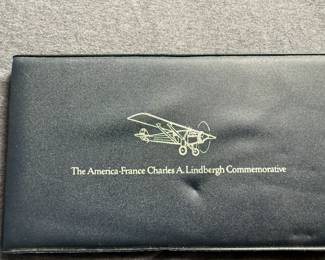 The America-France Charles A. Lindbergh Commemorative